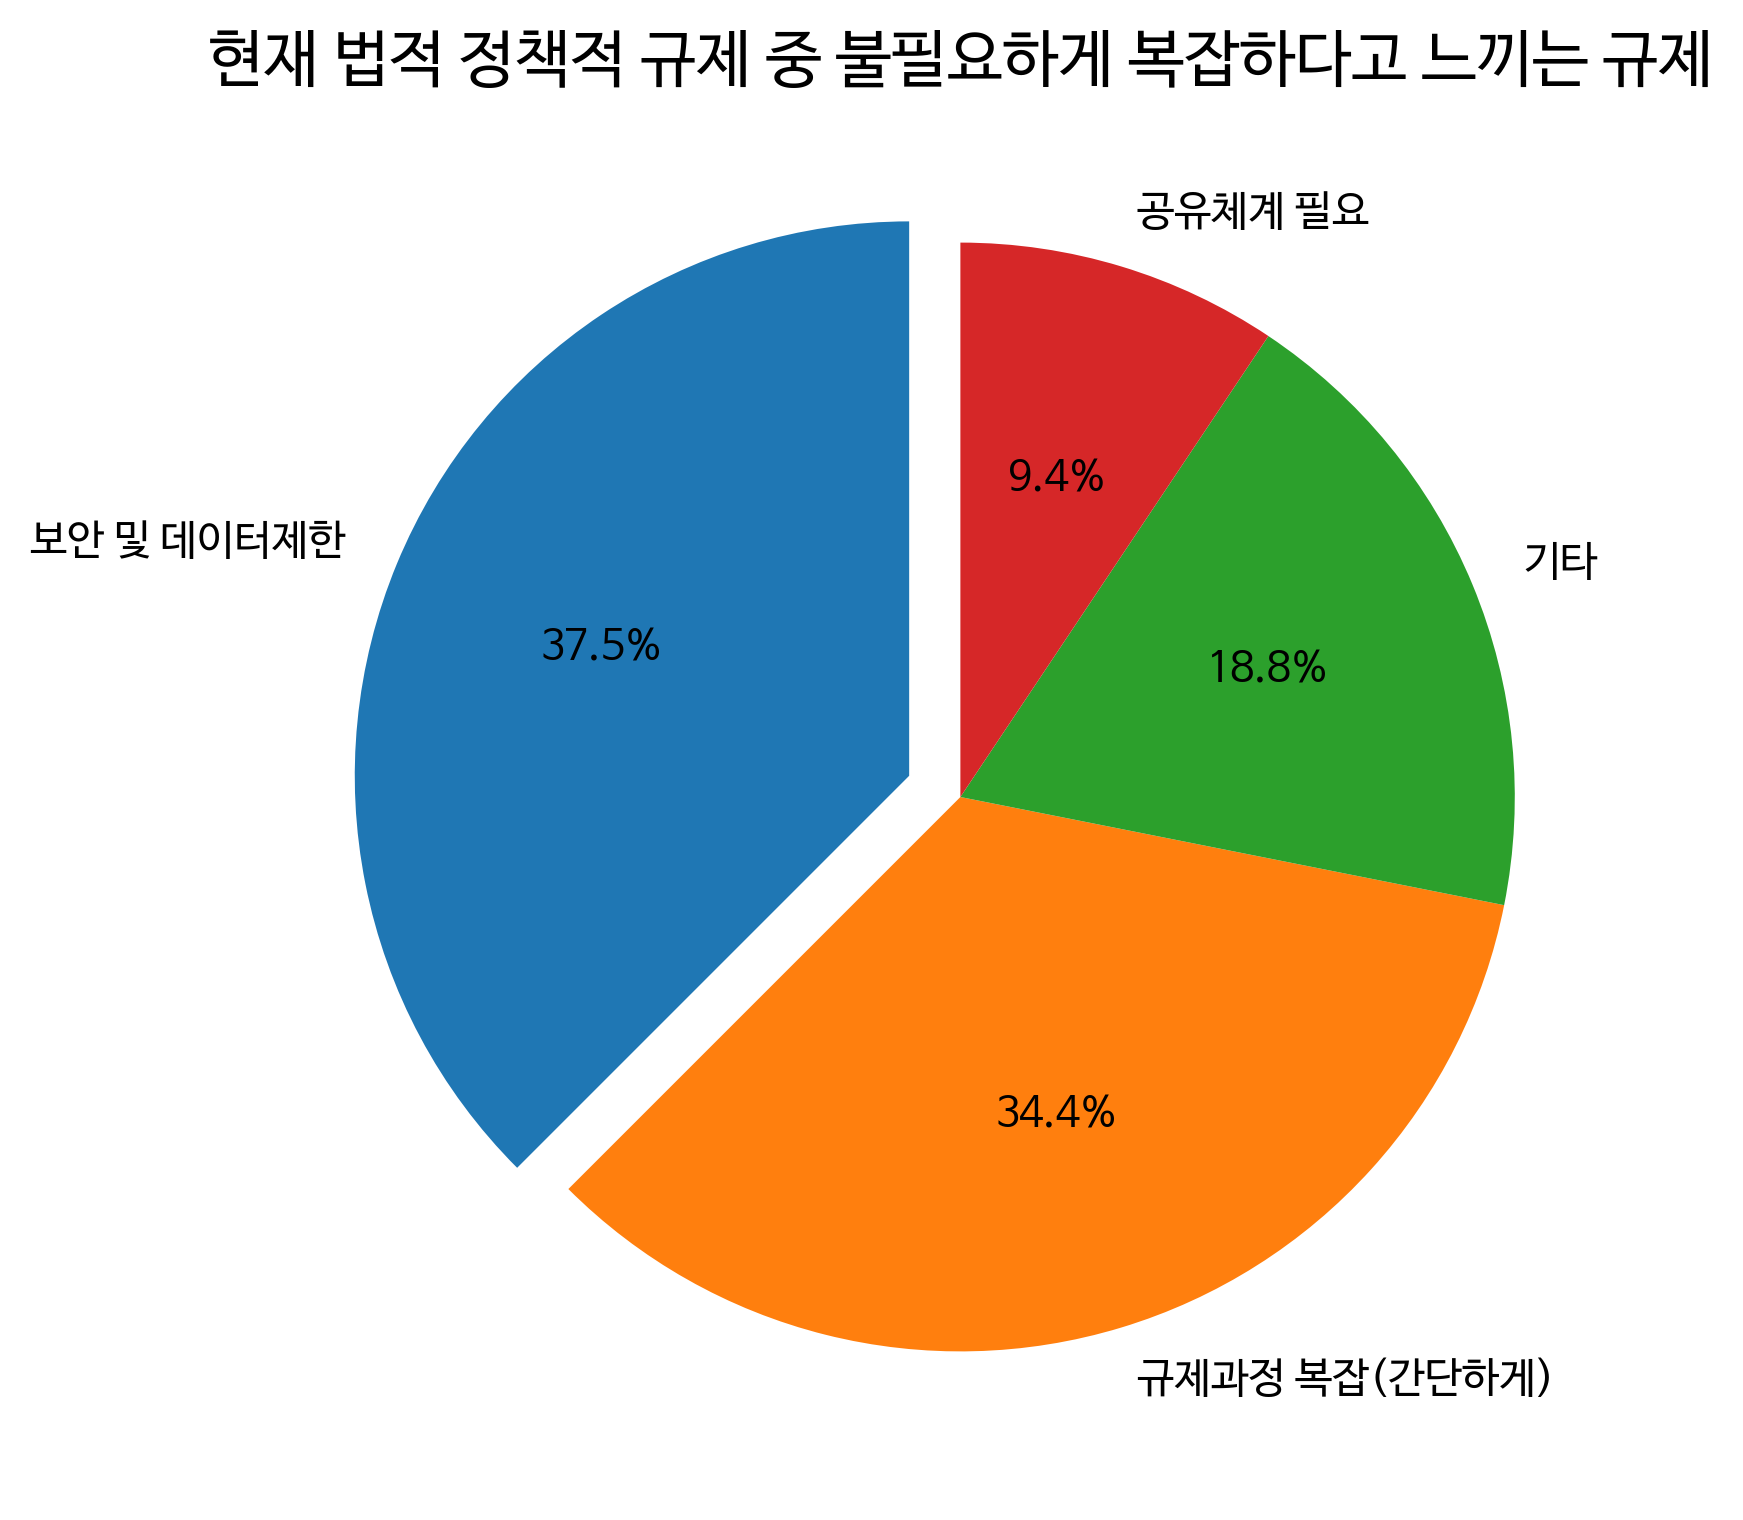 현재 법적 정책적 규제 중 불필요하게 복잡하다고 느끼는 규제
공유체계 필요
9.4%
보안 및 데이터제한
기타
37.5%
18.8%
34.4%
규제과정 복잡(간단하게)